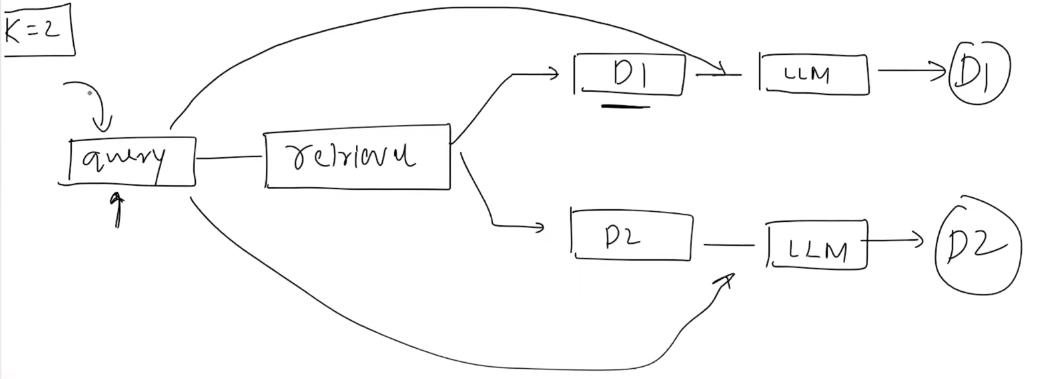 K=2
D1
LLM
D1
query
retrieval
D2
LLM
D2